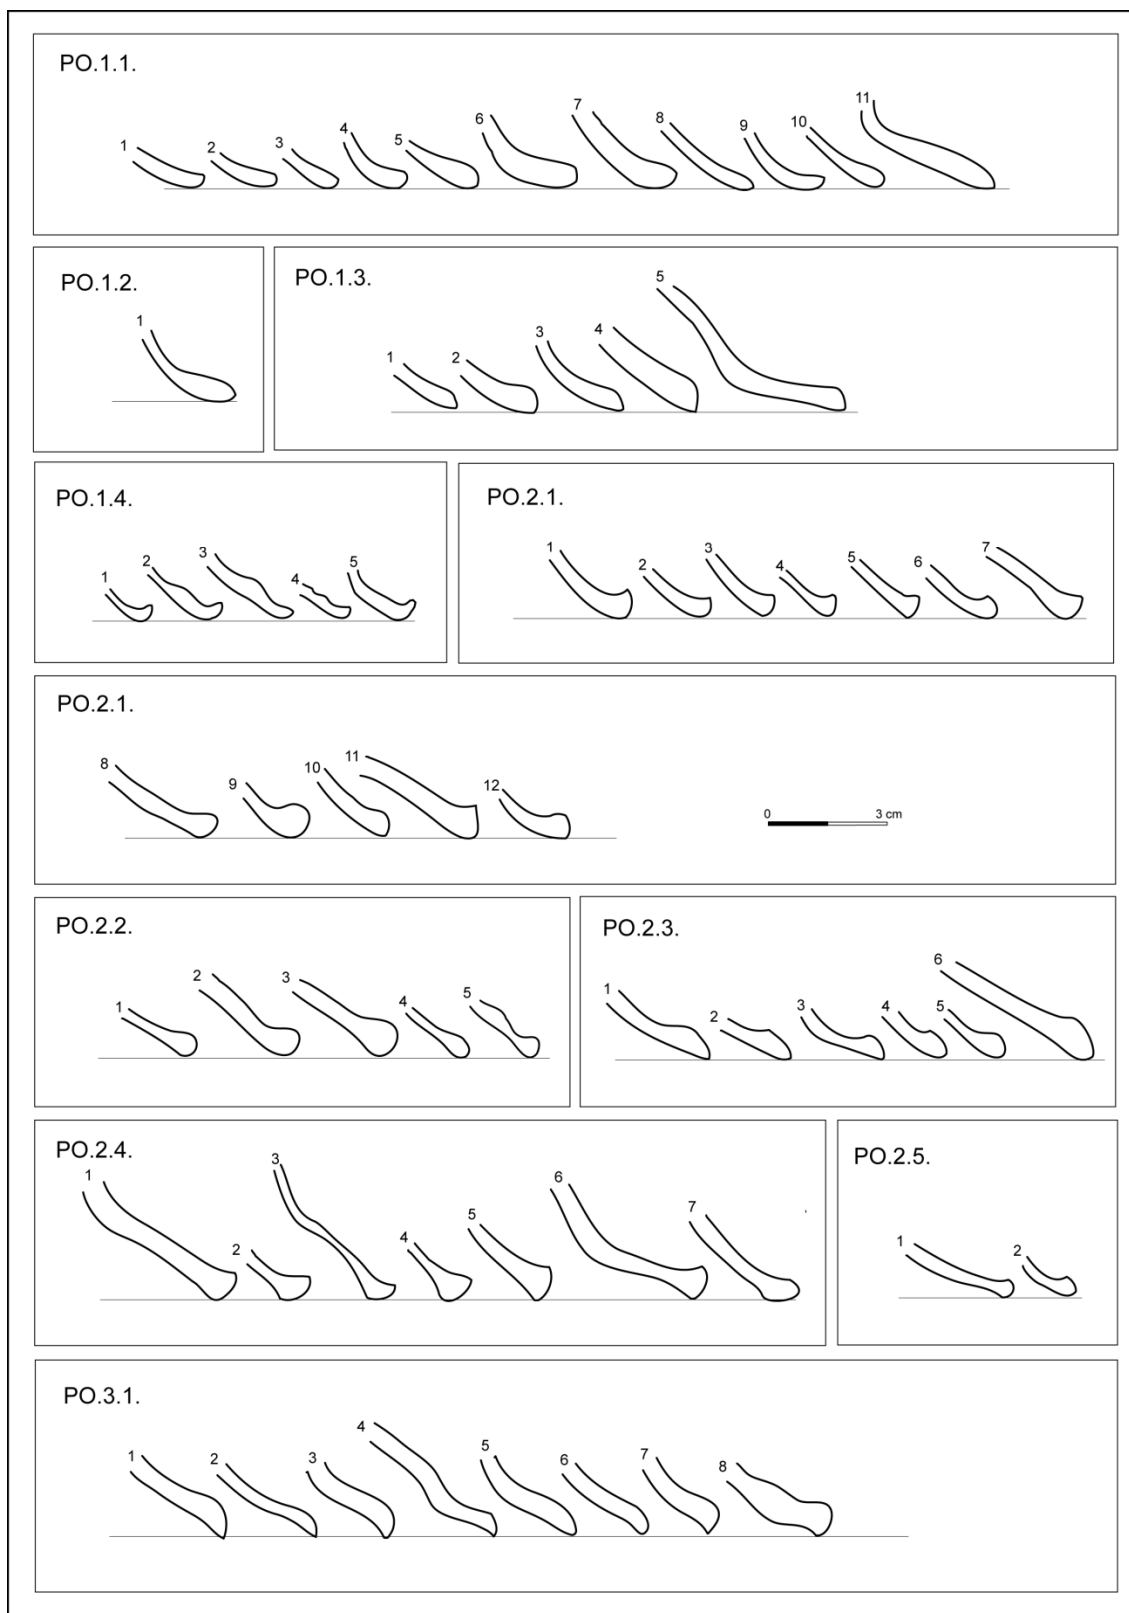 PO.1.1.
1 2 3 4 5 6 7 8 9 10 11
PO.1.2.
1
PO.1.3.
1 2 3 4 5
PO.1.4.
1 2 3 4 5
PO.2.1.
1 2 3 4 5 6 7
PO.2.1.
8 9 10 11 12
0 3 cm
PO.2.2.
1 2 3 4 5
PO.2.3.
1 2 3 4 5 6
PO.2.4.
1 2 3 4 5 6 7
PO.2.5.
1 2
PO.3.1.
1 2 3 4 5 6 7 8